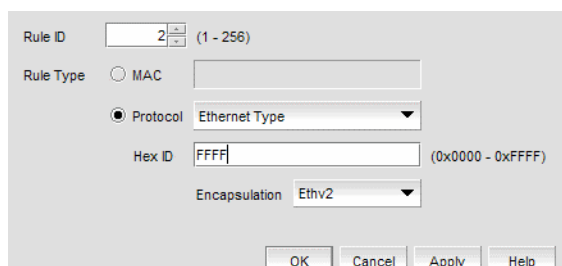 Rule ID 2 (1 - 256)
Rule Type MAC
Protocol Ethernet Type
Hex ID FFFF (0x0000 - 0xFFFF)
Encapsulation Ethv2
OK Cancel Apply Help